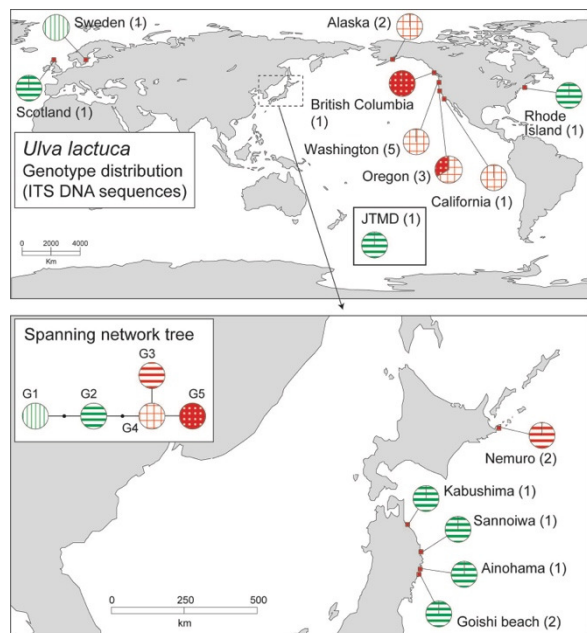 Sweden (1)
Alaska (2)
Scotland (1)
British Columbia
(1)
Rhode
Island (1)
Ulva lactuca
Genotype distribution
(ITS DNA sequences)
Washington (5)
Oregon (3)
California (1)
JTMD (1)
0 2000 4000
Km
Spanning network tree
G3
G1
G2
G5
G4
Nemuro (2)
Kabushima (1)
Sannoiwa (1)
Ainohama (1)
Goishi beach (2)
0 250 500
km